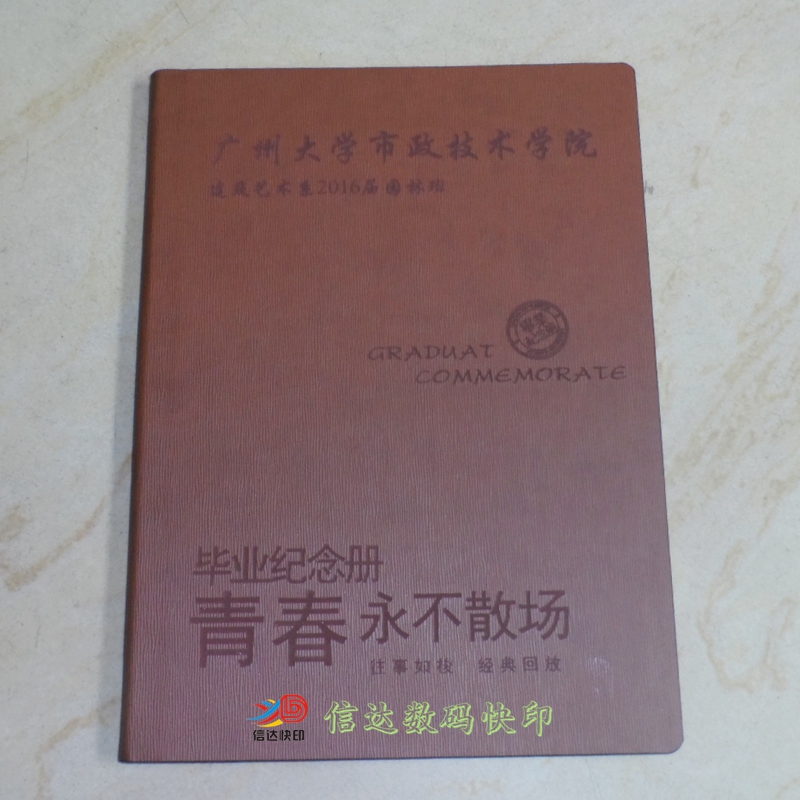 广州大学市政技术学院
建筑艺术系2016届园林班
GRADUAT
COMMEMORATE
毕业纪念册
青春永不散场
往事如梭 经典回放
信达快印
信达数码快印